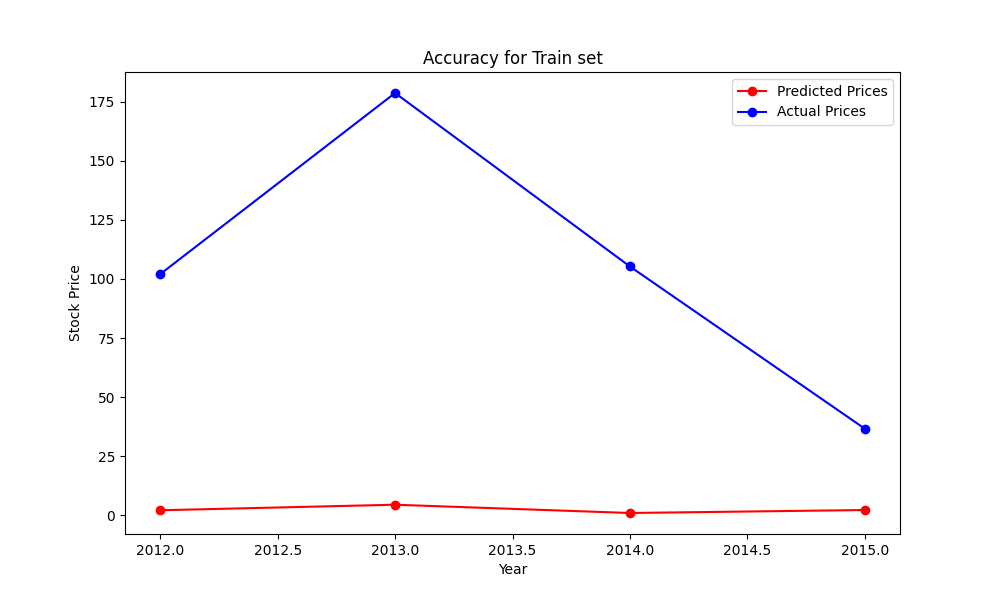 Accuracy for Train set
Predicted Prices
Actual Prices
175
150
125
100
75
50
25
0
Stock Price
2012.0 2012.5 2013.0 2013.5 2014.0 2014.5 2015.0
Year